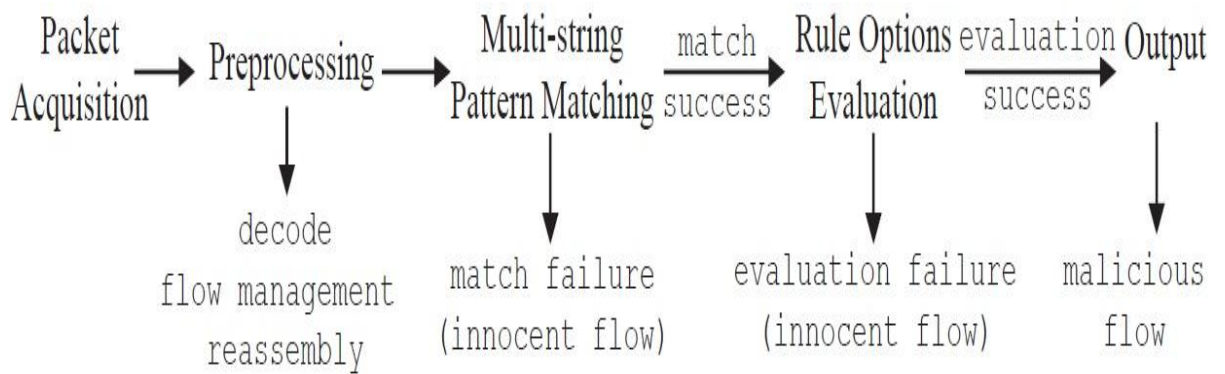 Packet
Acquisition
Preprocessing
Multi-string
Pattern Matching
match
success
Rule Options
Evaluation
evaluation
success
Output
decode
flow management
reassembly
match failure
(innocent flow)
evaluation failure
(innocent flow)
malicious
flow